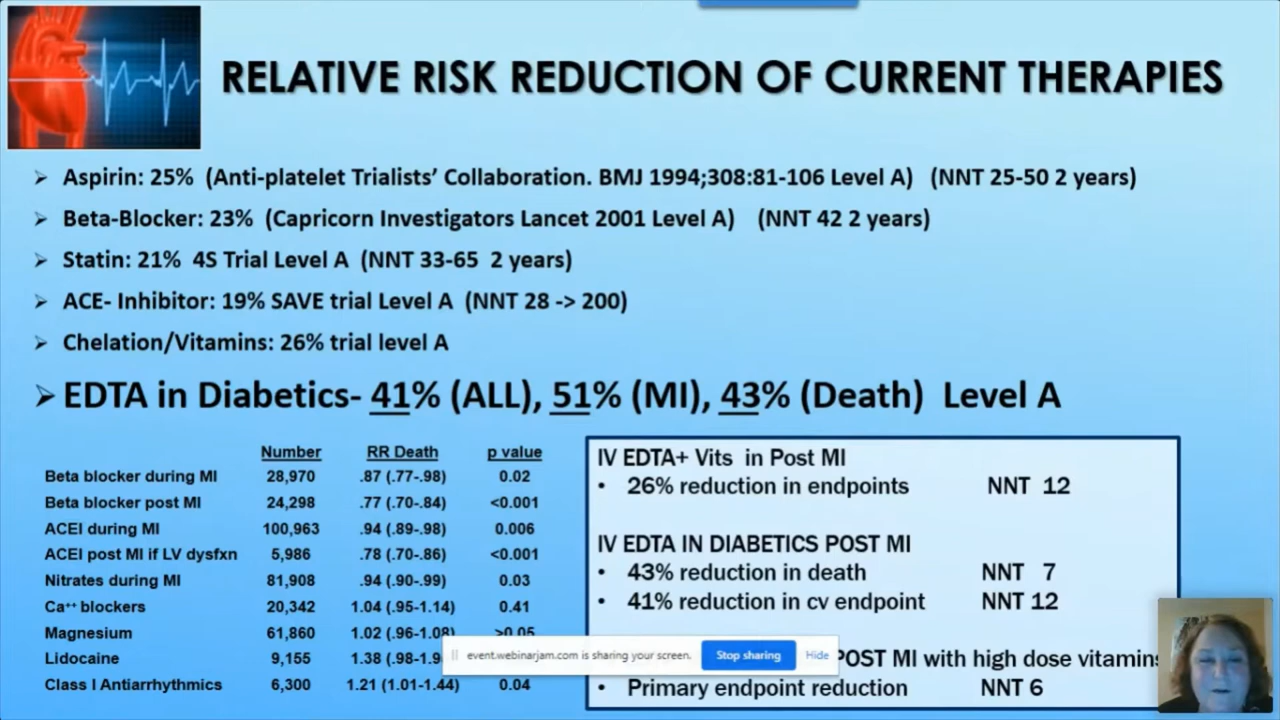 RELATIVE RISK REDUCTION OF CURRENT THERAPIES
➤ Aspirin: 25% (Anti-platelet Trialists’ Collaboration. BMJ 1994;308:81-106 Level A) (NNT 25-50 2 years)
➤ Beta-Blocker: 23% (Capricorn Investigators Lancet 2001 Level A) (NNT 42 2 years)
➤ Statin: 21% 4S Trial Level A (NNT 33-65 2 years)
➤ ACE- Inhibitor: 19% SAVE trial Level A (NNT 28 -> 200)
➤ Chelation/Vitamins: 26% trial level A
➤ EDTA in Diabetics- 41% (ALL), 51% (MI), 43% (Death) Level A
Number RR Death p value
Beta blocker during MI 28,970 .87 (.77-.98) 0.02
Beta blocker post MI 24,298 .77 (.70-.84) <0.001
ACEI during MI 100,963 .94 (.89-.98) 0.006
ACEI post MI if LV dysfxn 5,986 .78 (.70-.86) <0.001
Nitrates during MI 81,908 .94 (.90-.99) 0.03
Ca++ blockers 20,342 1.04 (.95-1.14) 0.41
Magnesium 61,860 1.02 (.96-1.08) >0.05
Lidocaine 9,155 1.38 (.98-1.9
Class I Antiarrhythmics 6,300 1.21 (1.01-1.44) 0.04
IV EDTA+ Vits in Post MI
• 26% reduction in endpoints NNT 12
IV EDTA IN DIABETICS POST MI
• 43% reduction in death NNT 7
• 41% reduction in cv endpoint NNT 12
POST MI with high dose vitamins
• Primary endpoint reduction NNT 6
event.webinarjam.com is sharing your screen. Stop sharing Hide